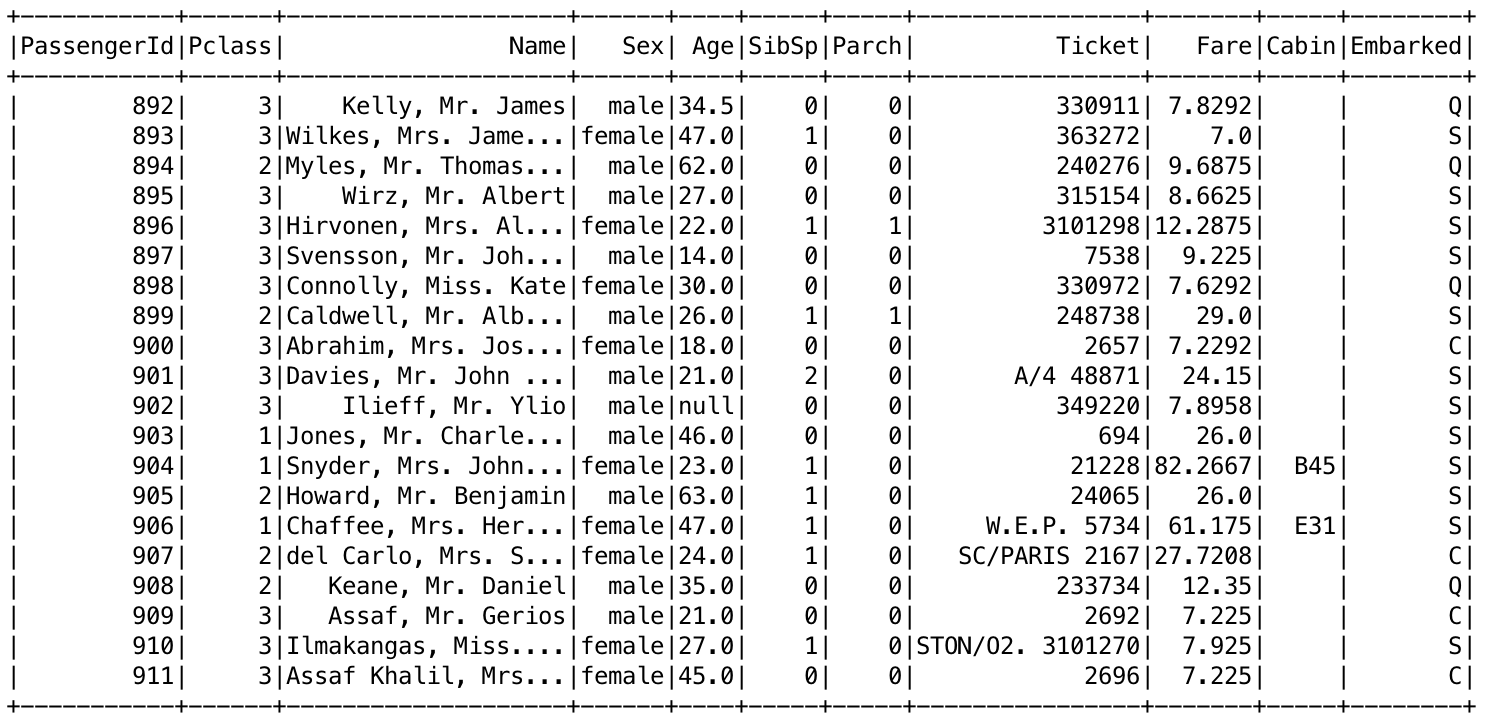 +-----------+------+--------------------+------+----+-----+-----+------------------+-------+-----+--------+
|PassengerId|Pclass|                Name|   Sex| Age|SibSp|Parch|            Ticket|   Fare|Cabin|Embarked|
+-----------+------+--------------------+------+----+-----+-----+------------------+-------+-----+--------+
|        892|     3|    Kelly, Mr. James|  male|34.5|    0|    0|            330911| 7.8292|     |       Q|
|        893|     3|Wilkes, Mrs. Jame...|female|47.0|    1|    0|            363272|    7.0|     |       S|
|        894|     2|Myles, Mr. Thomas...|  male|62.0|    0|    0|            240276| 9.6875|     |       Q|
|        895|     3|    Wirz, Mr. Albert|  male|27.0|    0|    0|            315154| 8.6625|     |       S|
|        896|     3|Hirvonen, Mrs. Al...|female|22.0|    1|    1|           3101298|12.2875|     |       S|
|        897|     3|Svensson, Mr. Joh...|  male|14.0|    0|    0|              7538|  9.225|     |       S|
|        898|     3|Connolly, Miss. Kate|female|30.0|    0|    0|            330972| 7.6292|     |       Q|
|        899|     2|Caldwell, Mr. Alb...|  male|26.0|    1|    1|            248738|   29.0|     |       S|
|        900|     3|Abrahim, Mrs. Jos...|female|18.0|    0|    0|              2657| 7.2292|     |       C|
|        901|     3|Davies, Mr. John ...|  male|21.0|    2|    0|         A/4 48871|  24.15|     |       S|
|        902|     3|    Ilieff, Mr. Ylio|  male|null|    0|    0|            349220| 7.8958|     |       S|
|        903|     1|Jones, Mr. Charle...|  male|46.0|    0|    0|               694|   26.0|     |       S|
|        904|     1|Snyder, Mrs. John...|female|23.0|    1|    0|             21228|82.2667|  B45|       S|
|        905|     2|Howard, Mr. Benjamin|  male|63.0|    1|    0|             24065|   26.0|     |       S|
|        906|     1|Chaffee, Mrs. Her...|female|47.0|    1|    0|       W.E.P. 5734| 61.175|  E31|       S|
|        907|     2|del Carlo, Mrs. S...|female|24.0|    1|    0|     SC/PARIS 2167|27.7208|     |       C|
|        908|     2|   Keane, Mr. Daniel|  male|35.0|    0|    0|            233734|  12.35|     |       Q|
|        909|     3|   Assaf, Mr. Gerios|  male|21.0|    0|    0|              2692|  7.225|     |       C|
|        910|     3|Ilmakangas, Miss....|female|27.0|    1|    0|STON/O2. 3101270|  7.925|     |       S|
|        911|     3|Assaf Khalil, Mrs...|female|45.0|    0|    0|              2696|  7.225|     |       C|
+-----------+------+--------------------+------+----+-----+-----+------------------+-------+-----+--------+